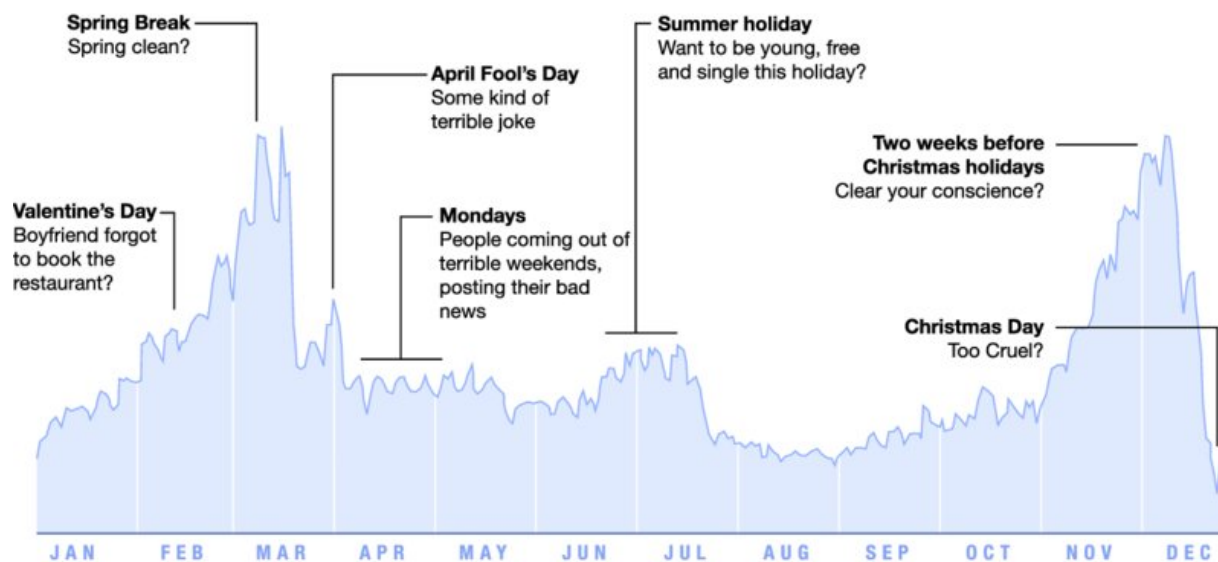 Spring Break
Spring clean?
Summer holiday
Want to be young, free
and single this holiday?
April Fool's Day
Some kind of
terrible joke
Two weeks before
Christmas holidays
Clear your conscience?
Valentine's Day
Boyfriend forgot
to book the
restaurant?
Mondays
People coming out of
terrible weekends,
posting their bad
news
Christmas Day
Too Cruel?
JAN FEB MAR APR MAY JUN JUL AUG SEP OCT NOV DEC